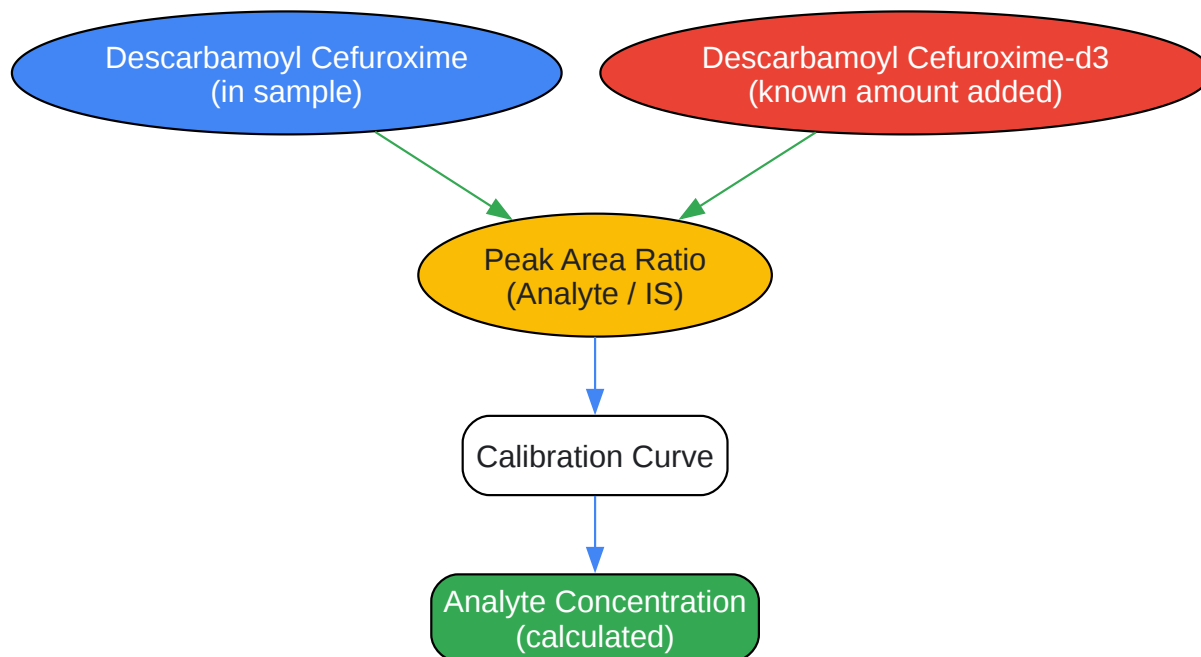 Descarbamoyl Cefuroxime
(in sample)
Descarbamoyl Cefuroxime-d3
(known amount added)
Peak Area Ratio
(Analyte / IS)
Calibration Curve
Analyte Concentration
(calculated)